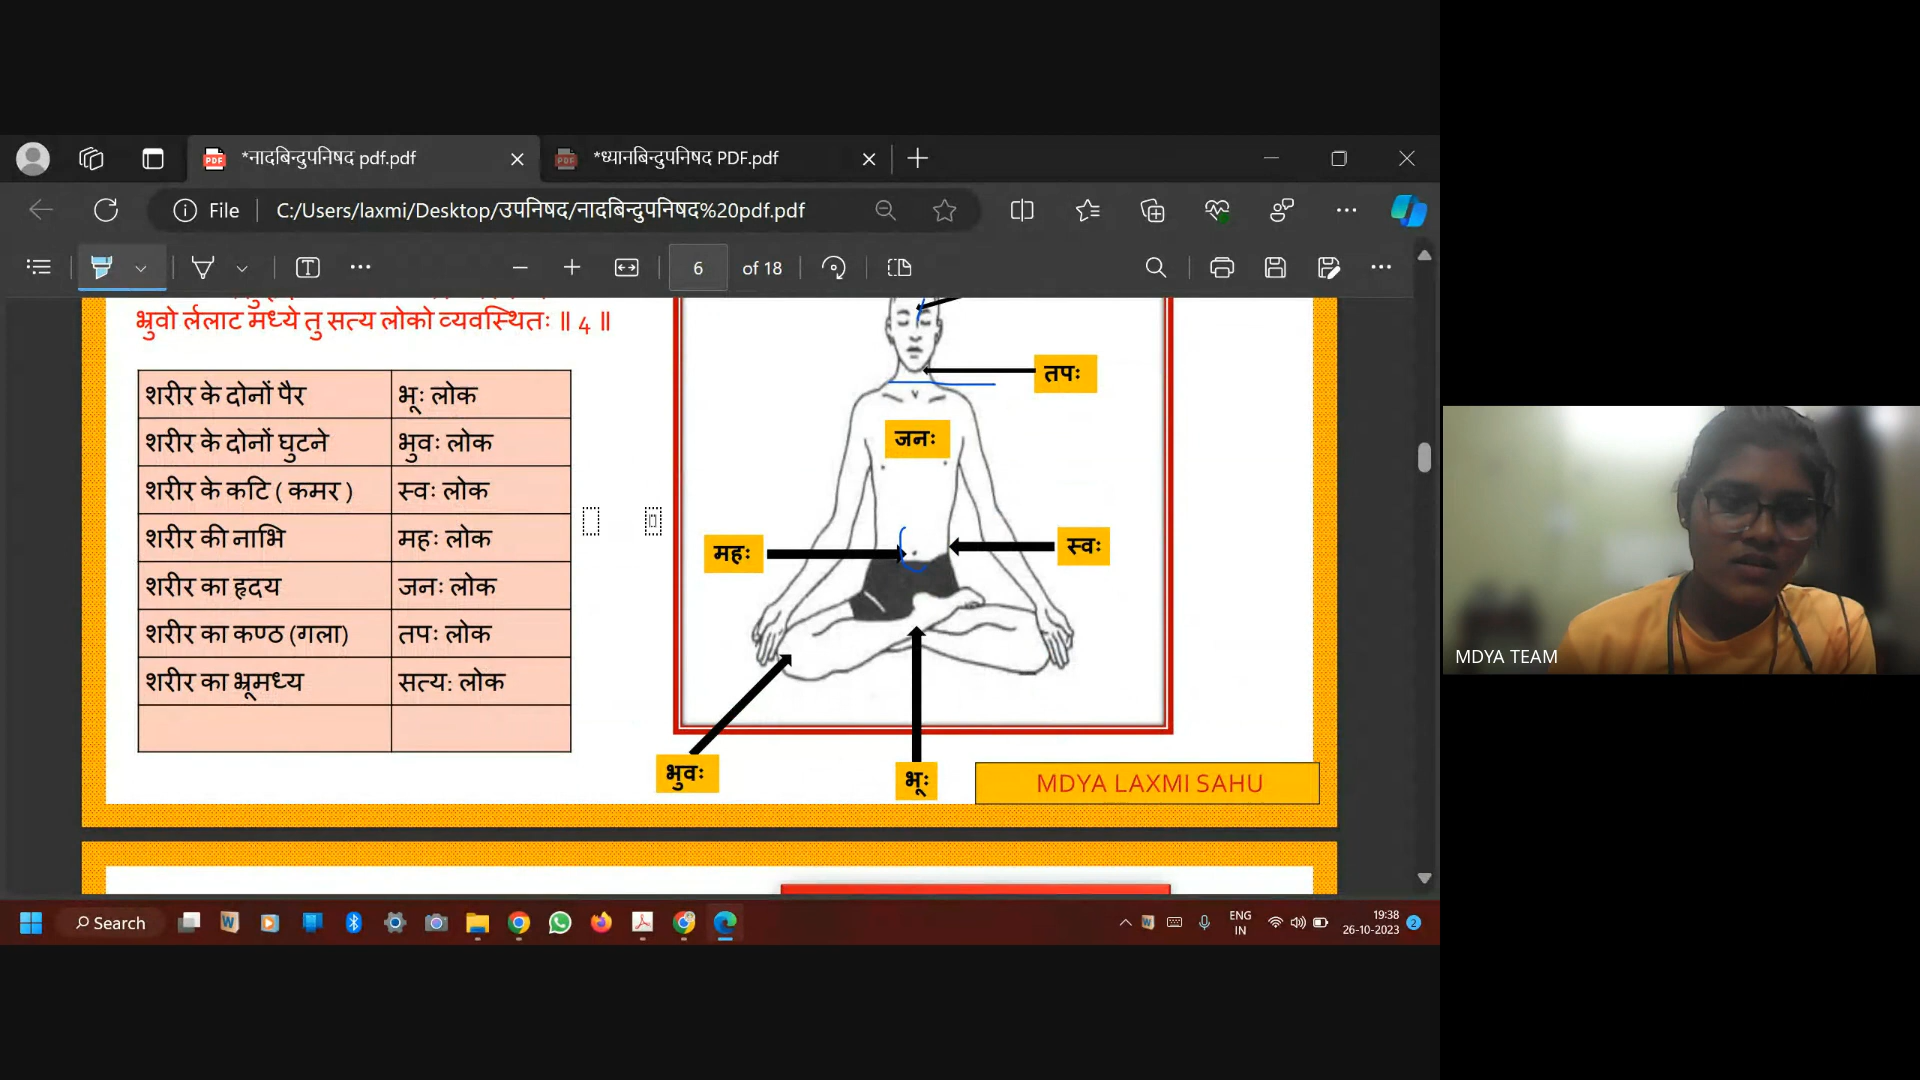 *नादबिन्दुपनिषद pdf.pdf
*ध्यानबिन्दुपनिषद PDF.pdf
File
C:/Users/laxmi/Desktop/उपनिषद/नादबिन्दुपनिषद%20pdf.pdf
6 of 18
भ्रुवो र्ललाट मध्ये तु सत्य लोको व्यवस्थितः ॥ 4 ॥
शरीर के दोनों पैर भूः लोक
शरीर के दोनों घुटने भुवः लोक
शरीर के कटि ( कमर ) स्वः लोक
शरीर की नाभि महः लोक
शरीर का हृदय जनः लोक
शरीर का कण्ठ (गला) तपः लोक
शरीर का भ्रूमध्य सत्य: लोक
तपः
जनः
महः
स्वः
भुवः
भूः
MDYA LAXMI SAHU
MDYA TEAM
Search
ENG
IN
19:38
26-10-2023
2